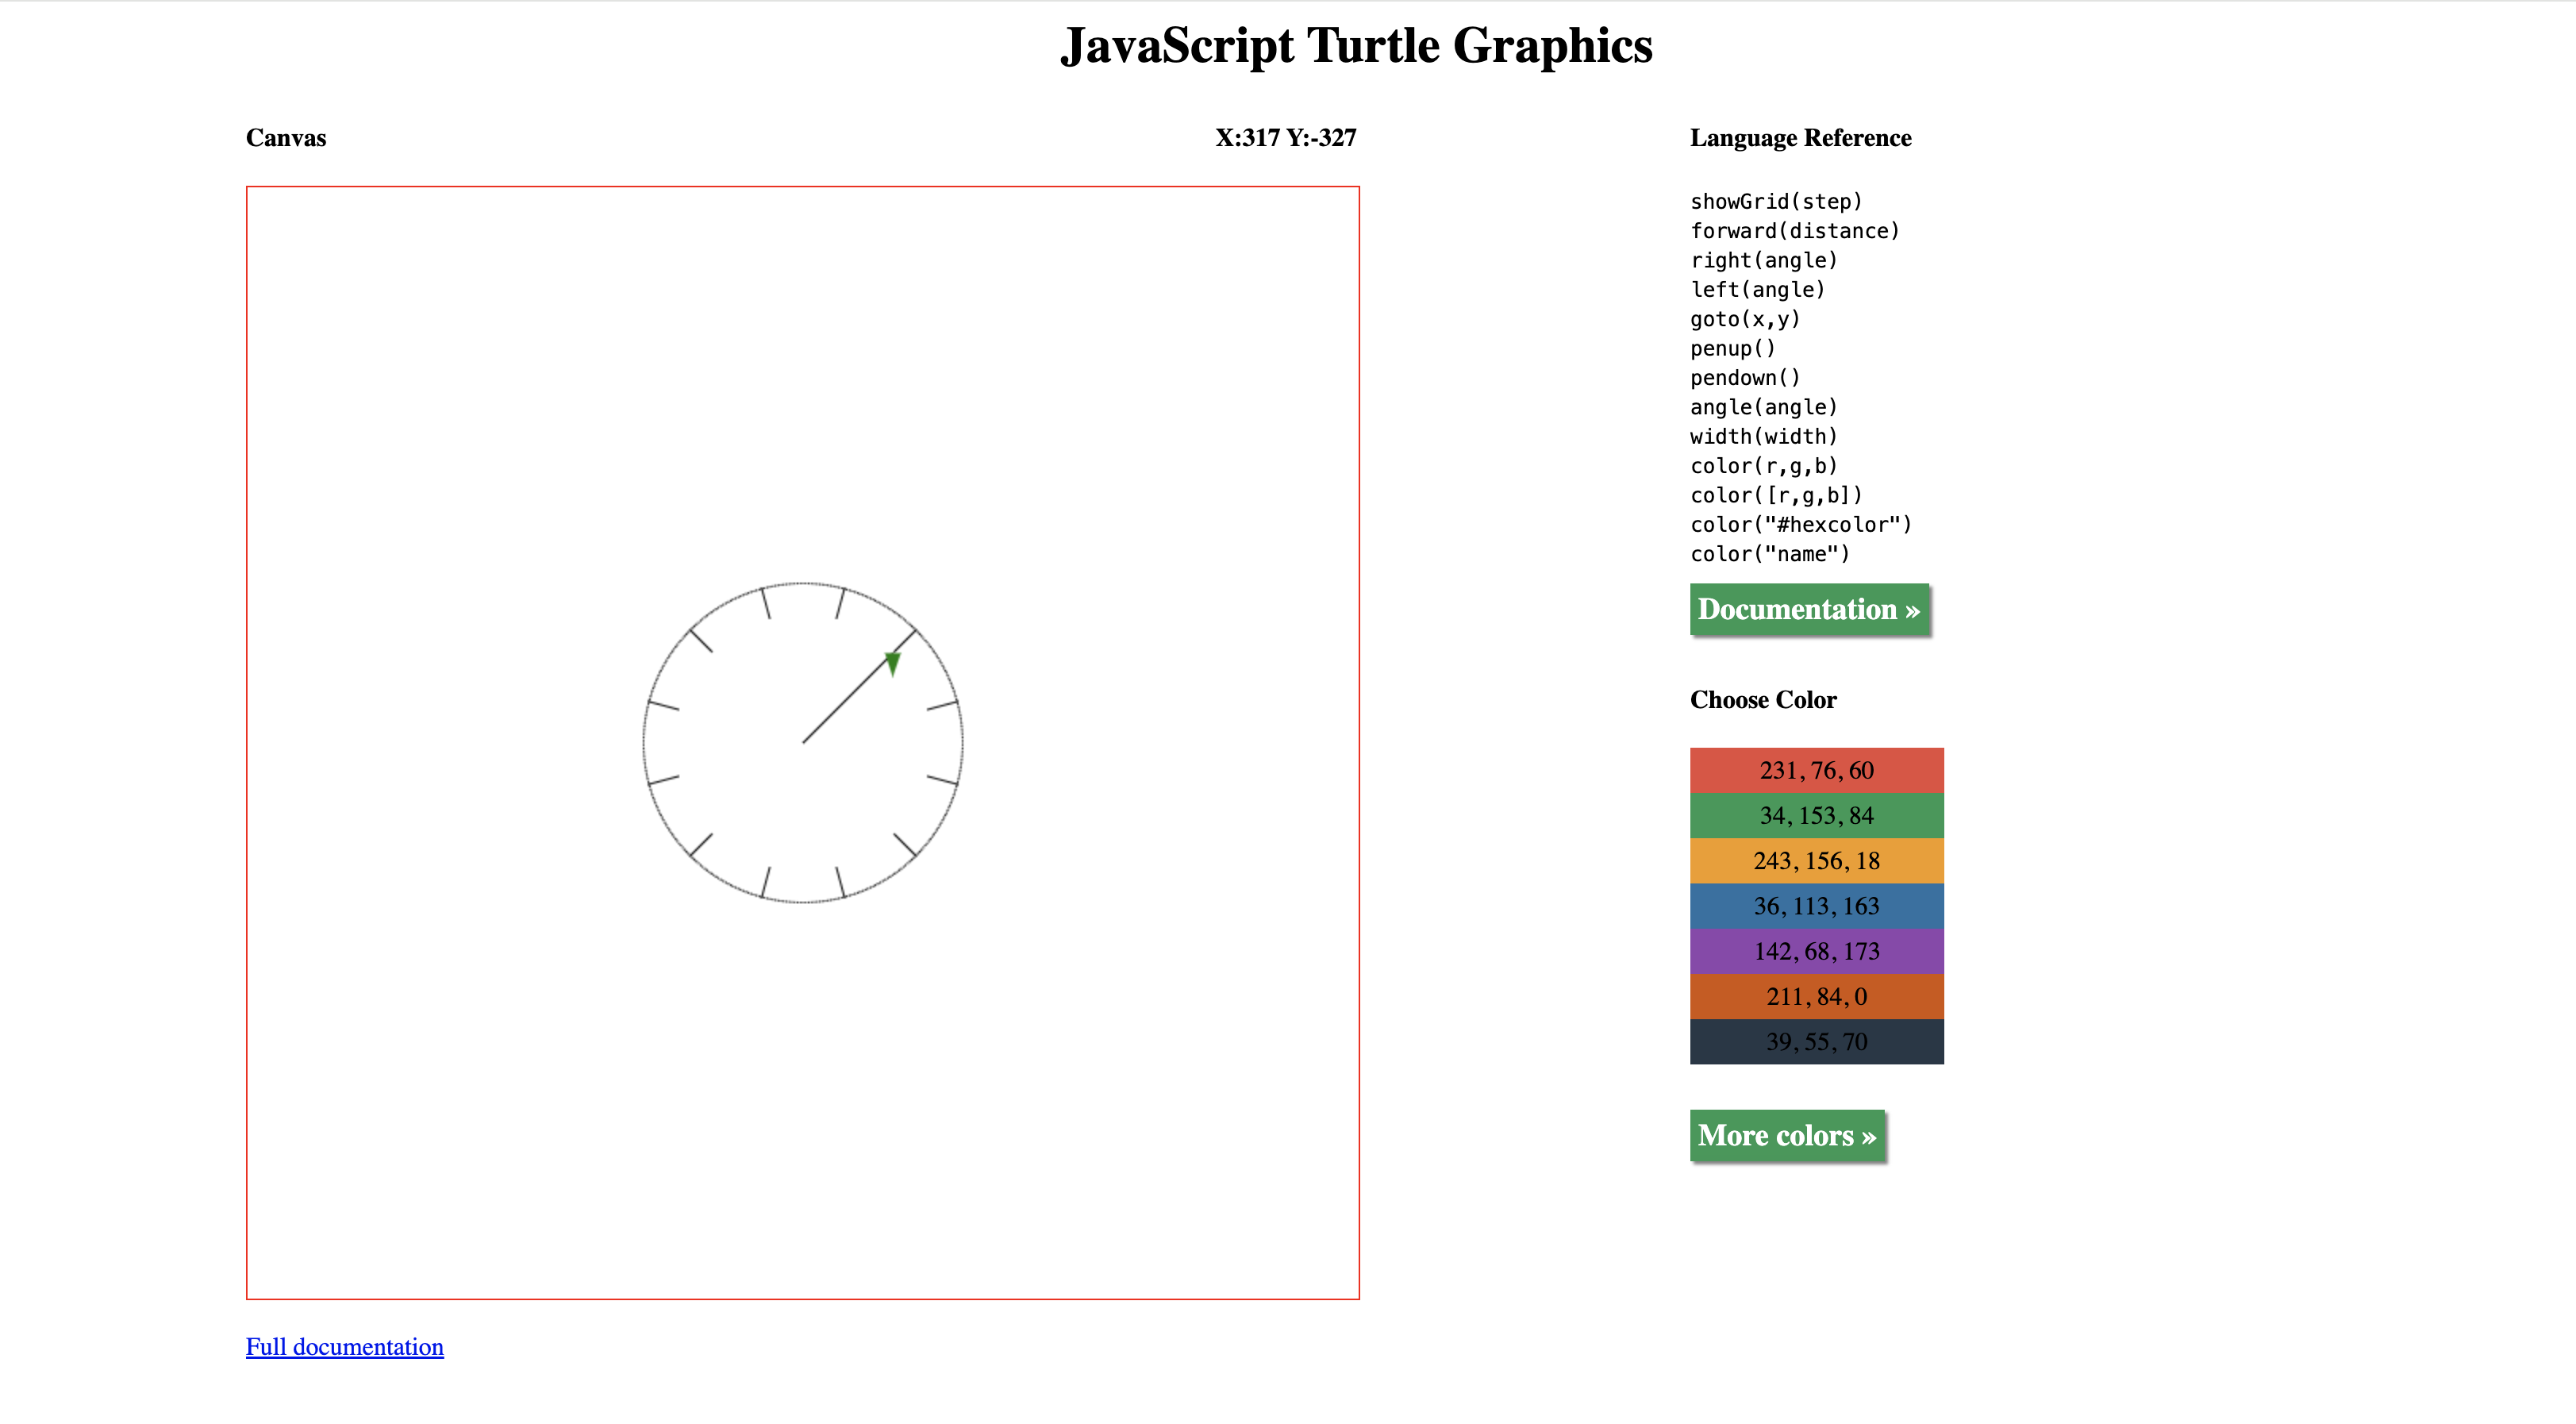 JavaScript Turtle Graphics
Canvas
X:317 Y:-327
Full documentation
Language Reference
showGrid(step)
forward(distance)
right(angle)
left(angle)
goto(x,y)
penup()
pendown()
angle(angle)
width(width)
color(r,g,b)
color([r,g,b])
color("#hexcolor")
color("name")
Documentation »
Choose Color
231, 76, 60
34, 153, 84
243, 156, 18
36, 113, 163
142, 68, 173
211, 84, 0
39, 55, 70
More colors »